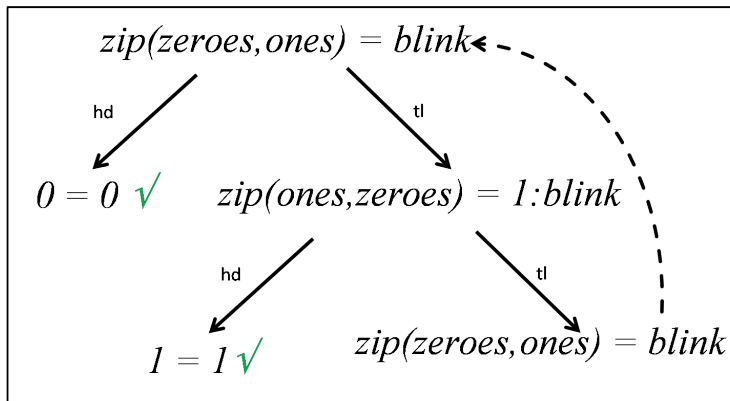 zip(zeroes,ones) = blink
hd tl
0 = 0 √ zip(ones,zeroes) = 1:blink
hd tl
1 = 1 √ zip(zeroes,ones) = blink